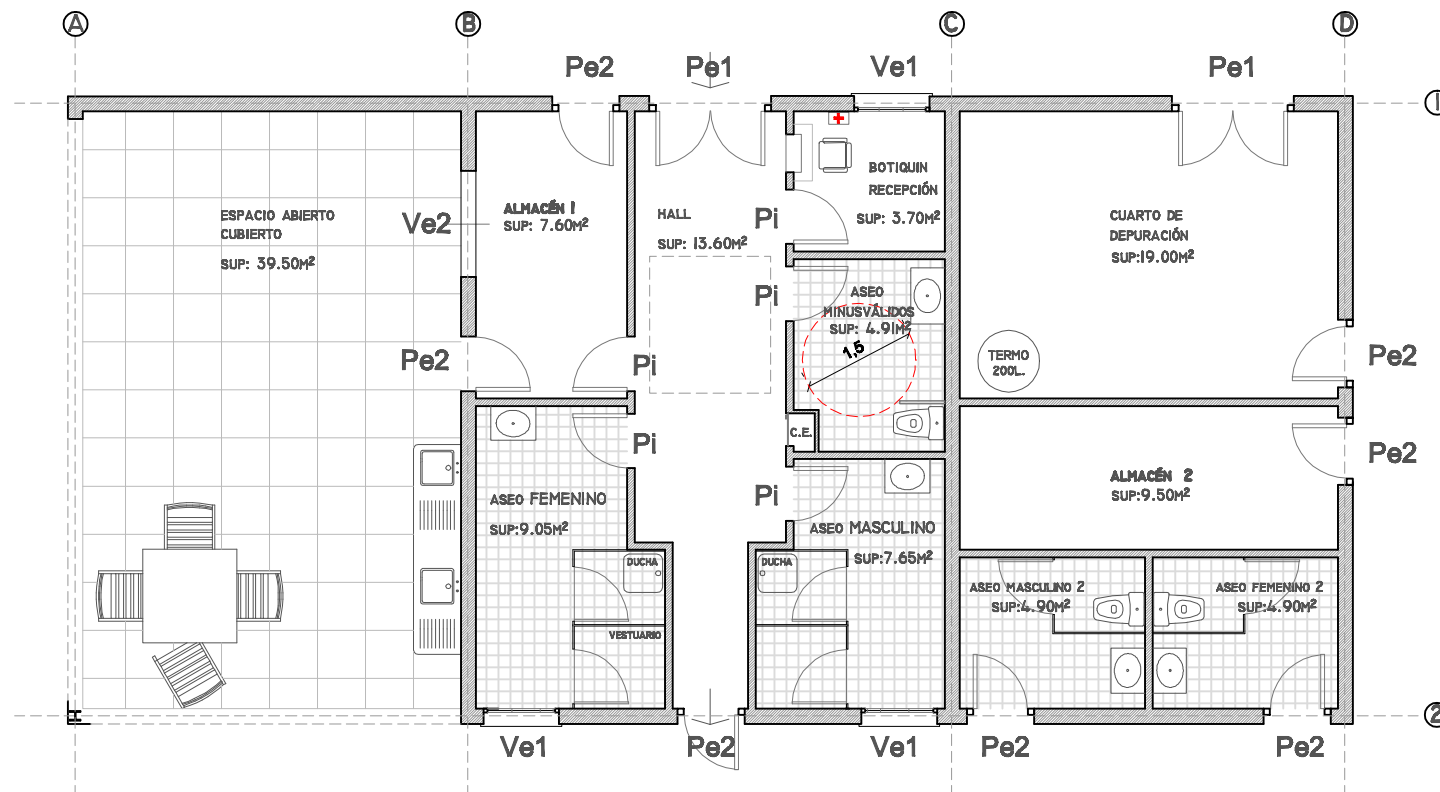 A
B
C
D
Pe2
Pe1
Ve1
Pe1
1
BOTIQUIN
RECEPCIÓN
SUP: 3.70M²
ESPACIO ABIERTO
CUBIERTO
SUP: 39.50M²
Ve2
ALMACÉN 1
SUP: 7.60M²
HALL
SUP: 13.60M²
Pi
CUARTO DE
DEPURACIÓN
SUP:19.00M²
Pi
ASEO
MINUSVÁLIDOS
SUP: 4.91M²
1,5
TERMO
200L.
Pe2
Pe2
Pi
C.E.
Pi
Pe2
ALMACÉN 2
SUP:9.50M²
Pi
ASEO FEMENINO
SUP:9.05M²
ASEO MASCULINO
SUP:7.65M²
DUCHA
DUCHA
ASEO MASCULINO 2
SUP:4.90M²
ASEO FEMENINO 2
SUP:4.90M²
VESTUARIO
2
Ve1
Pe2
Ve1
Pe2
Pe2